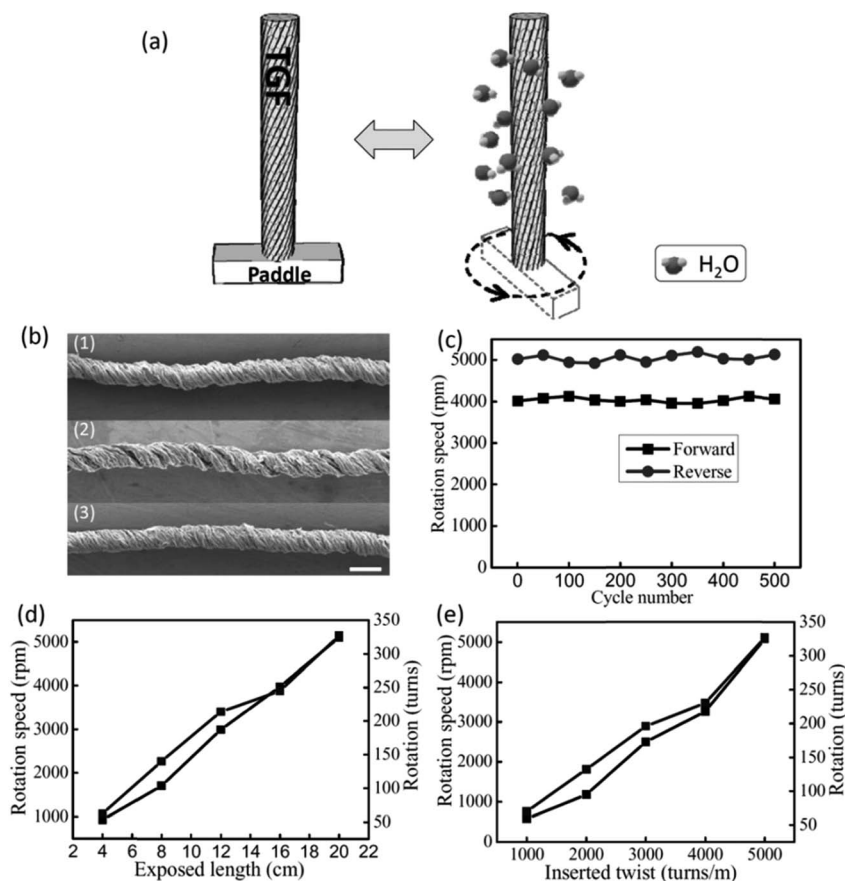 (a)
TGF
Paddle
H2O
(b)
(1)
(2)
(3)
(c)
Rotation speed (rpm)
5000
4000
3000
2000
1000
0
Forward
Reverse
0 100 200 300 400 500
Cycle number
(d)
Rotation speed (rpm)
5000
4000
3000
2000
1000
350
300
250
200
150
100
50
Rotation (turns)
2 4 6 8 10 12 14 16 18 20 22
Exposed length (cm)
(e)
Rotation speed (rpm)
5000
4000
3000
2000
1000
0
350
300
250
200
150
100
50
Rotation (turns)
1000 2000 3000 4000 5000
Inserted twist (turns/m)